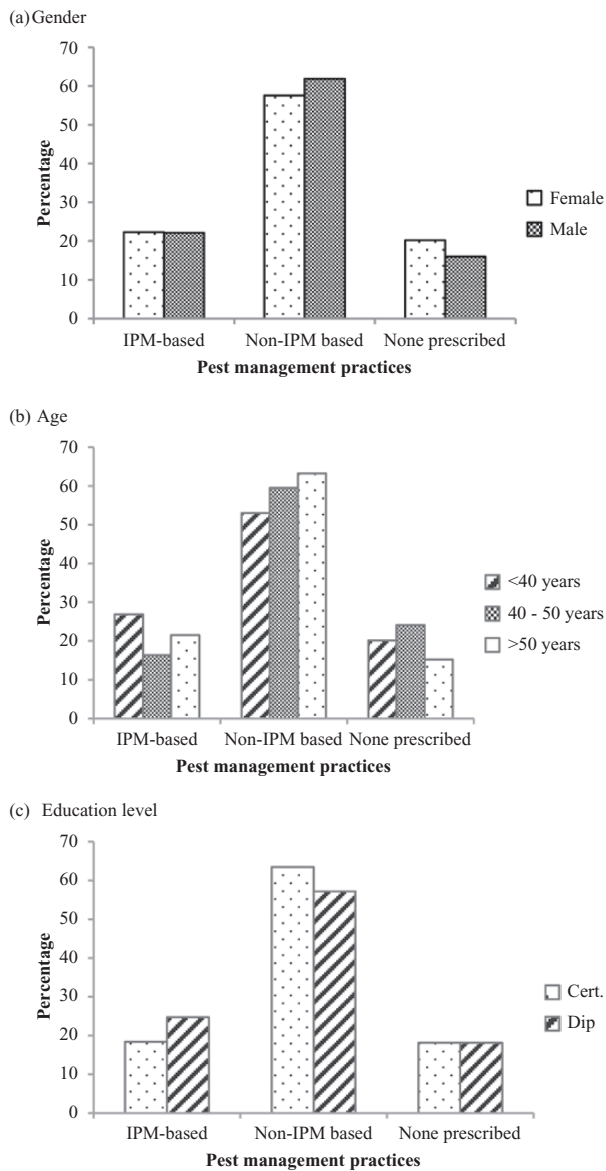 (a) Gender
70
60
50
40
30
20
10
0
Percentage
IPM-based Non-IPM based None prescribed
Pest management practices
Female
Male
(b) Age
70
60
50
40
30
20
10
0
Percentage
IPM-based Non-IPM based None prescribed
Pest management practices
<40 years
40 - 50 years
>50 years
(c) Education level
70
60
50
40
30
20
10
0
Percentage
IPM-based Non-IPM based None prescribed
Pest management practices
Cert.
Dip